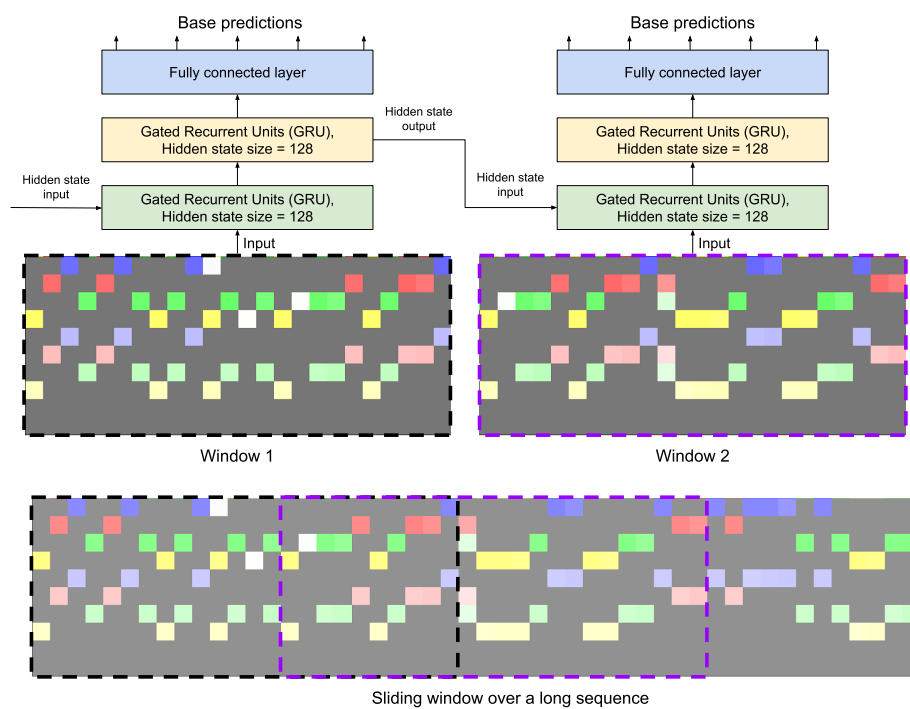 Base predictions
Base predictions
Fully connected layer
Fully connected layer
Hidden state
output
Gated Recurrent Units (GRU),
Hidden state size = 128
Gated Recurrent Units (GRU),
Hidden state size = 128
Hidden state
input
Hidden state
input
Gated Recurrent Units (GRU),
Hidden state size = 128
Gated Recurrent Units (GRU),
Hidden state size = 128
Input
Input
Window 1
Window 2
Sliding window over a long sequence